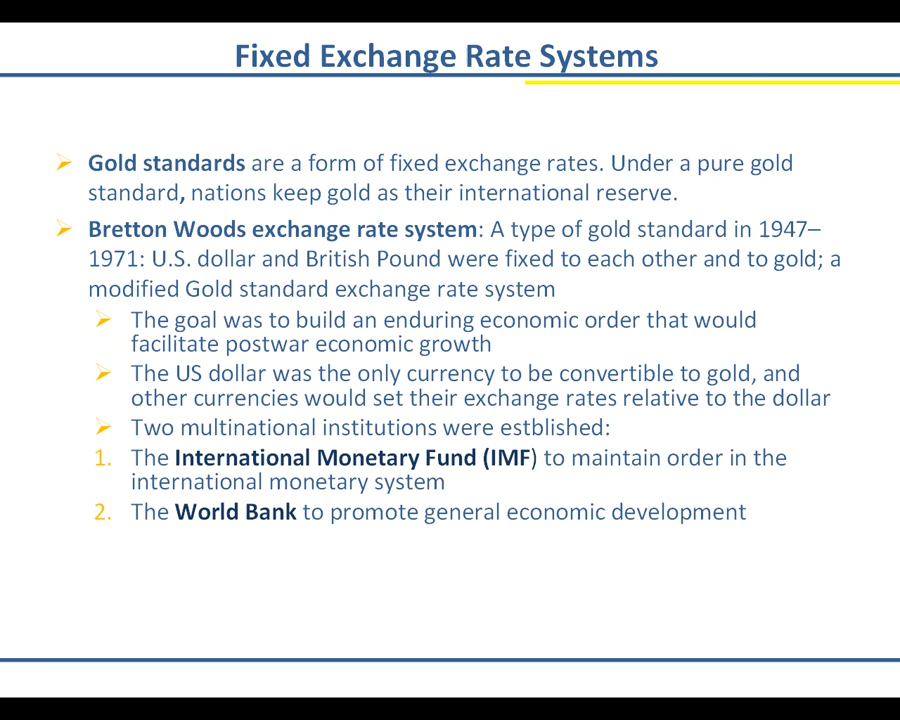 Fixed Exchange Rate Systems
Gold standards are a form of fixed exchange rates. Under a pure gold
standard, nations keep gold as their international reserve.
Bretton Woods exchange rate system: A type of gold standard in 1947–
1971: U.S. dollar and British Pound were fixed to each other and to gold; a
modified Gold standard exchange rate system
The goal was to build an enduring economic order that would
facilitate postwar economic growth
The US dollar was the only currency to be convertible to gold, and
other currencies would set their exchange rates relative to the dollar
Two multinational institutions were estblished:
1. The International Monetary Fund (IMF) to maintain order in the
international monetary system
2. The World Bank to promote general economic development